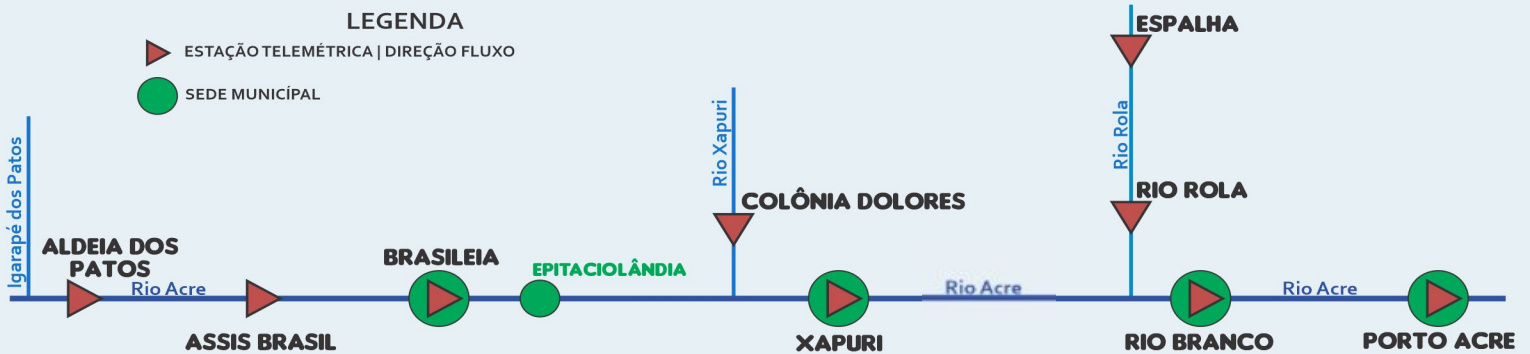 LEGENDA
ESTAÇÃO TELEMÉTRICA | DIREÇÃO FLUXO
SEDE MUNICÍPAL
Igarapé dos Patos
ALDEIA DOS
PATOS
Rio Acre
ASSIS BRASIL
BRASILEIA
EPITACIOLÂNDIA
Rio Xapuri
COLÔNIA DOLORES
XAPURI
Rio Acre
ESPALHA
Rio Rola
RIO ROLA
RIO BRANCO
Rio Acre
PORTO ACRE